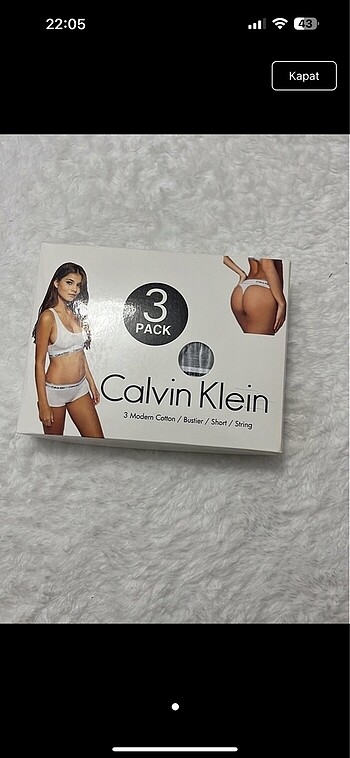 22:05
43
Kapat
3
PACK
Calvin Klein
3 Modern Cotton / Bustier / Short / String